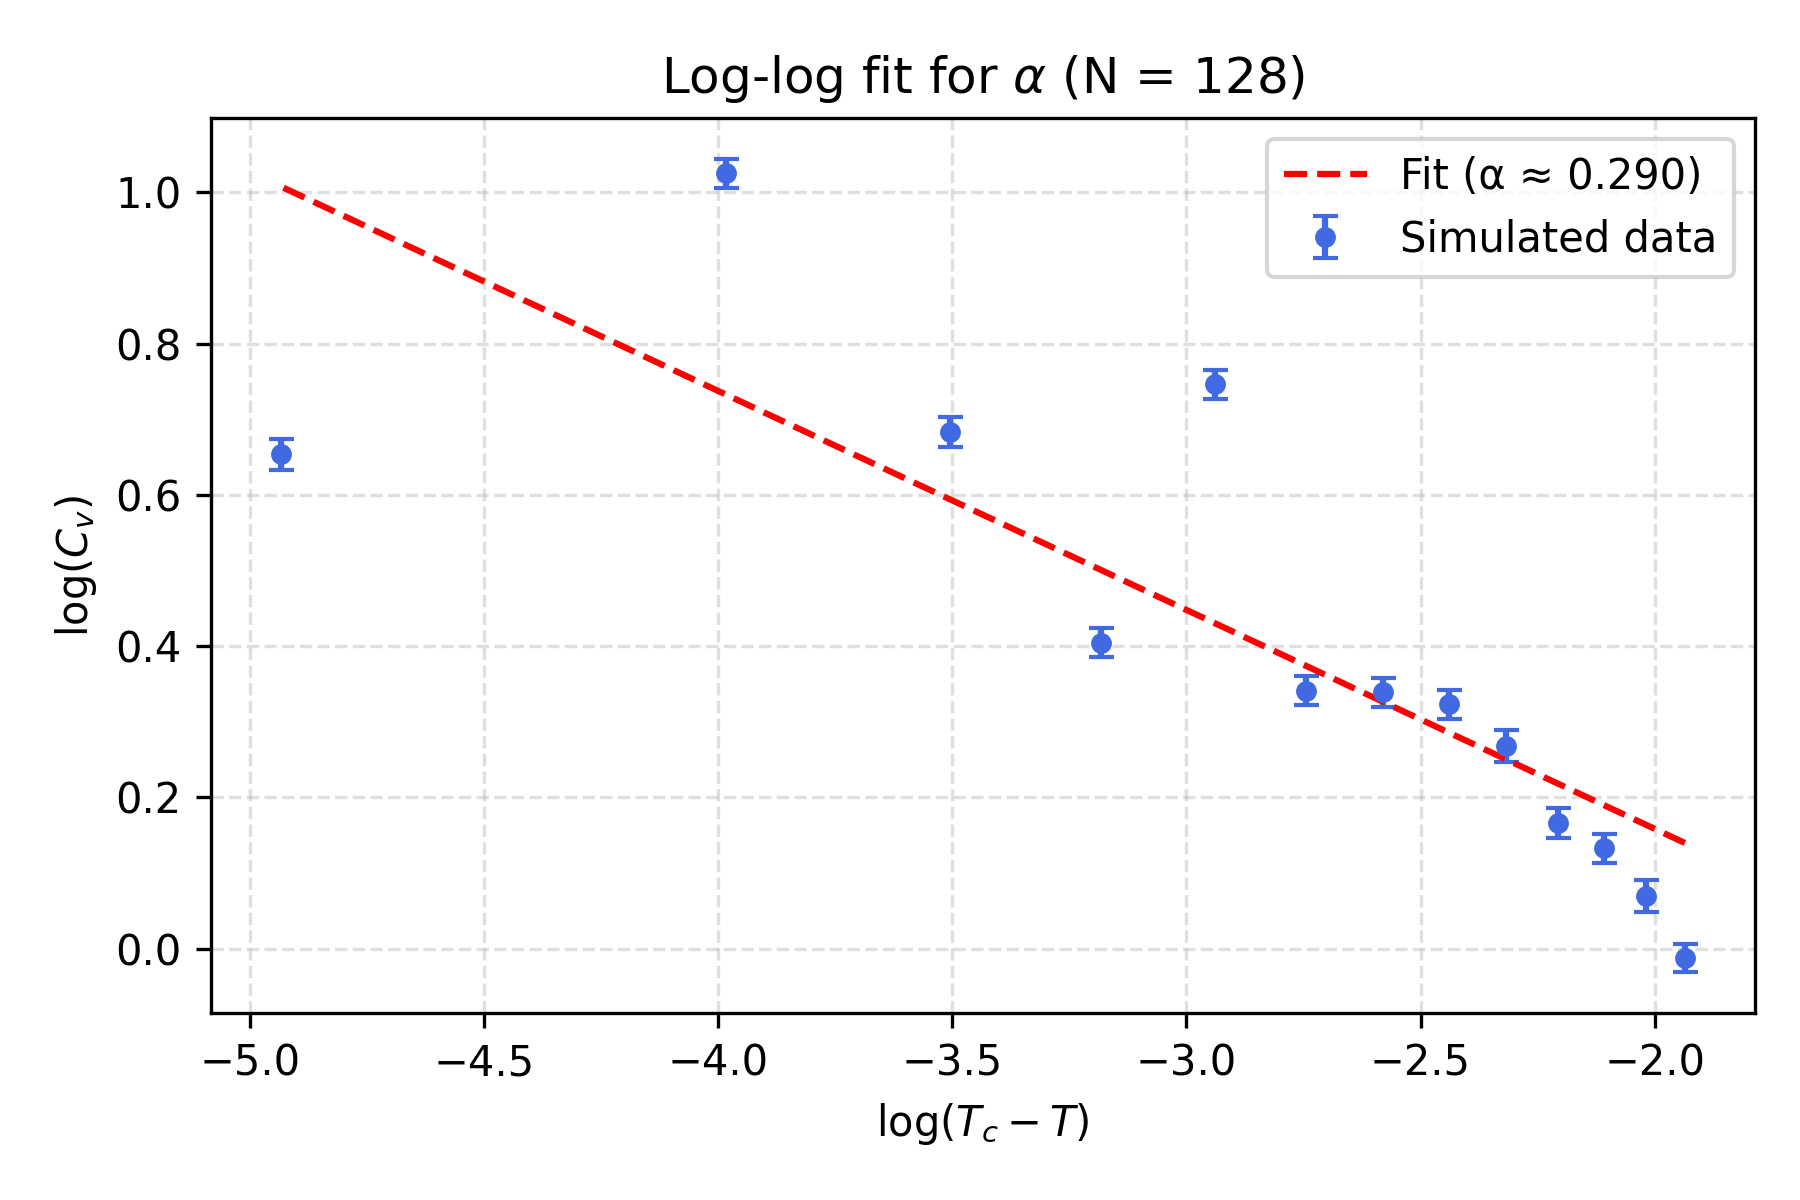 Log-log fit for α (N = 128)
Fit (α ≈ 0.290)
Simulated data
1.0
0.8
0.6
0.4
0.2
0.0
log(Cv)
−5.0 −4.5 −4.0 −3.5 −3.0 −2.5 −2.0
log(Tc − T)